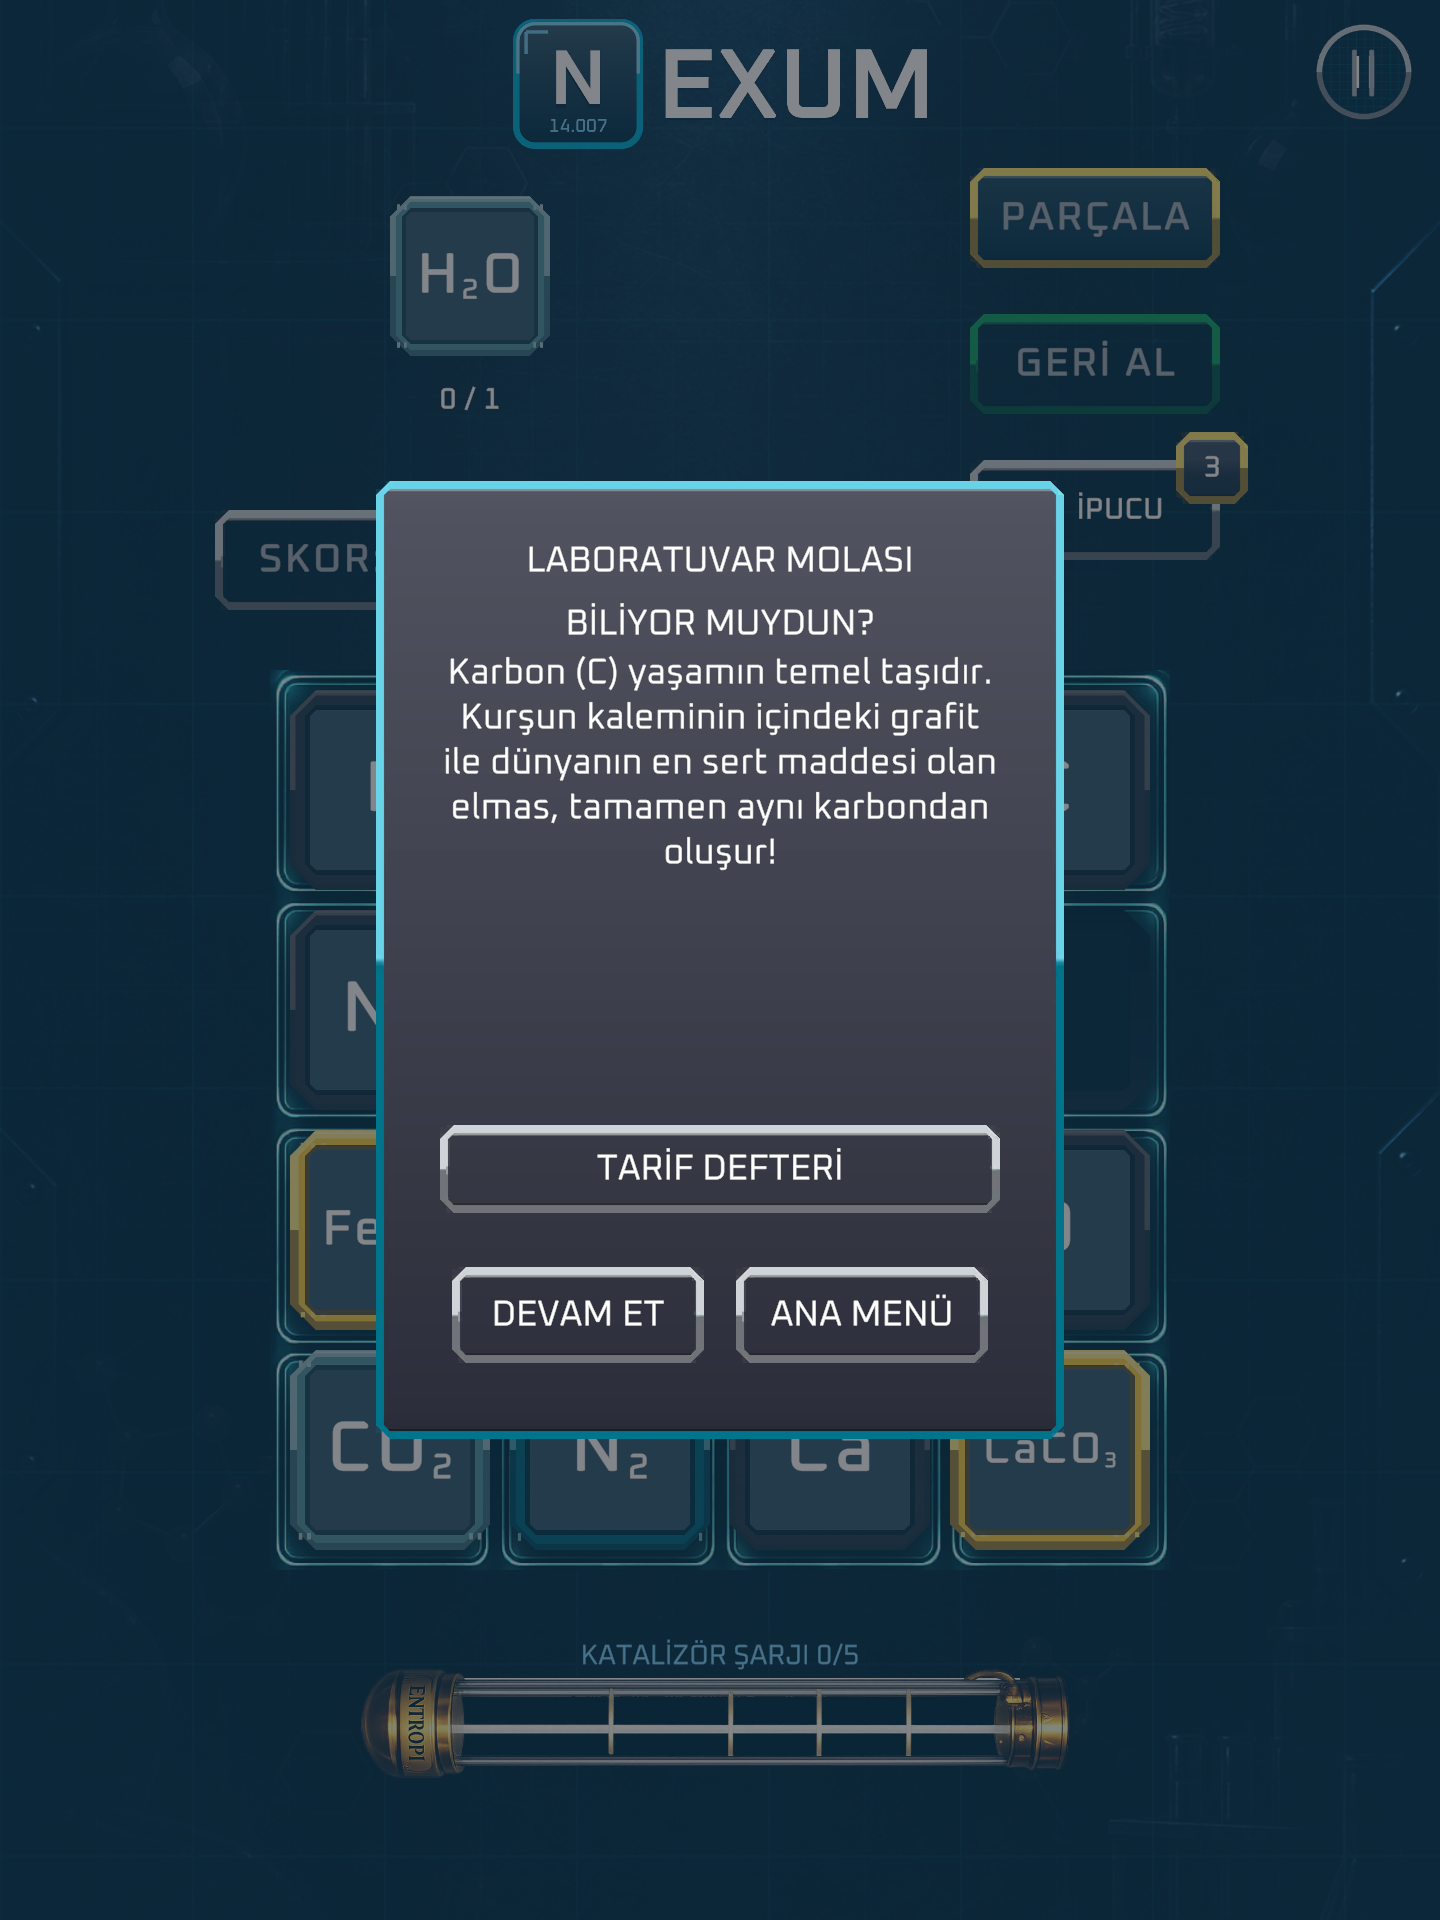 N EXUM
14.007
H₂O
0 / 1
PARÇALA
GERİ AL
3
İPUCU
SKOR:
LABORATUVAR MOLASI
BİLİYOR MUYDUN?
Karbon (C) yaşamın temel taşıdır.
Kurşun kaleminin içindeki grafit
ile dünyanın en sert maddesi olan
elmas, tamamen aynı karbondan
oluşur!
TARİF DEFTERİ
DEVAM ET
ANA MENÜ
Fe
CO₂
N₂
Ca
CaCO₃
KATALİZÖR ŞARJI 0/5
ENTROPI